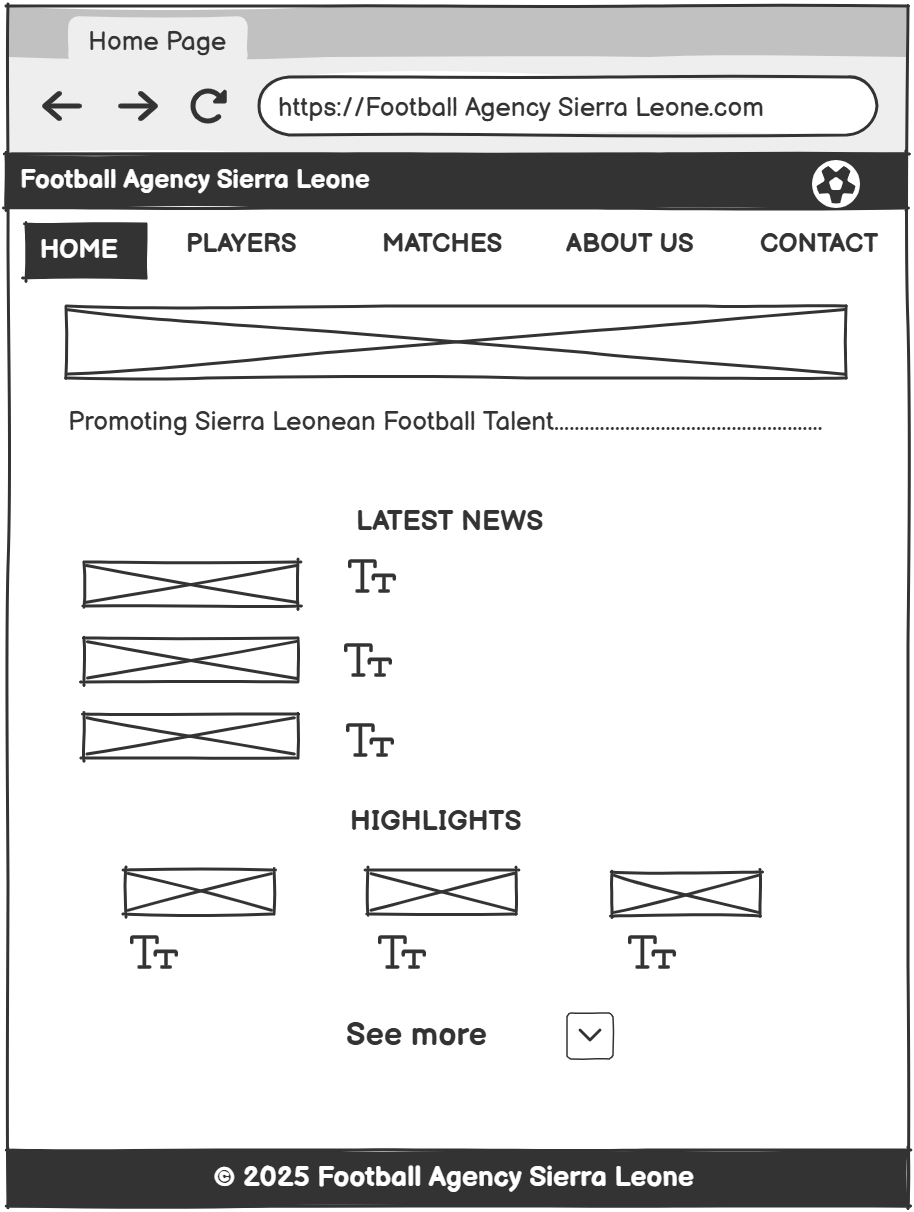 Home Page
https://Football Agency Sierra Leone.com
Football Agency Sierra Leone
HOME PLAYERS MATCHES ABOUT US CONTACT
Promoting Sierra Leonean Football Talent.....................................................
LATEST NEWS
Tт
Tт
Tт
HIGHLIGHTS
Tт Tт Tт
See more
© 2025 Football Agency Sierra Leone